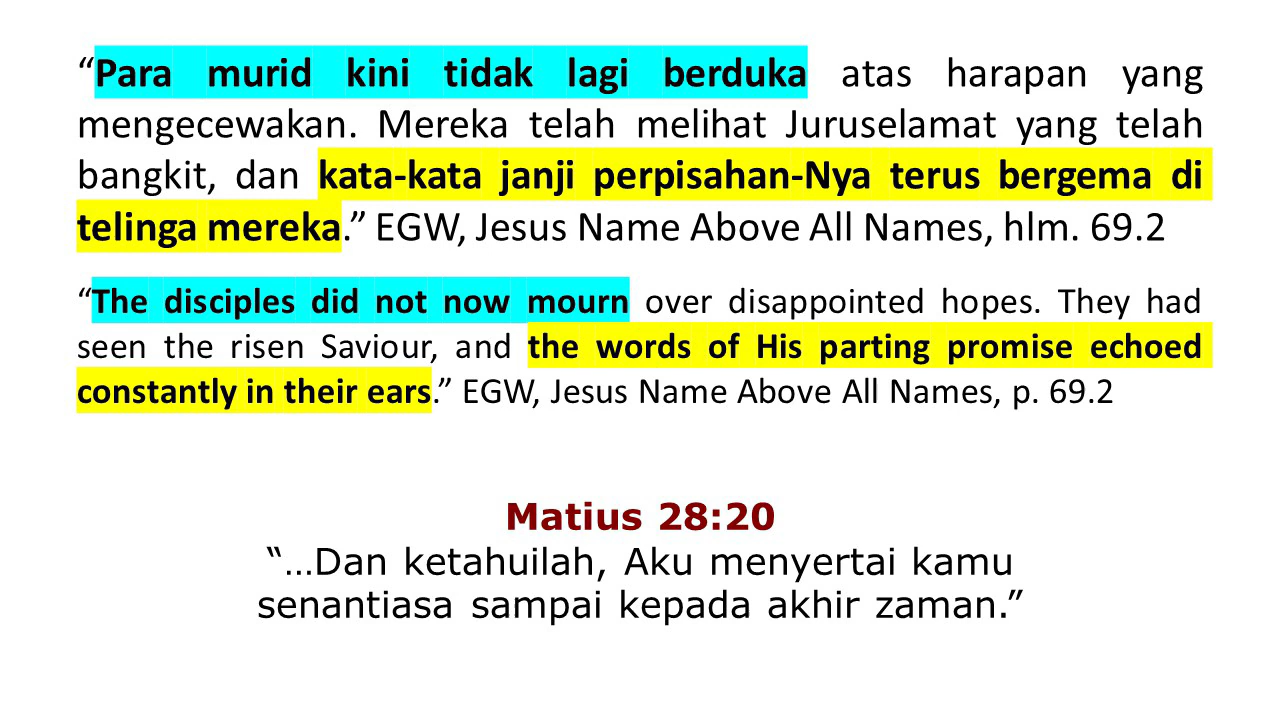 “Para murid kini tidak lagi berduka atas harapan yang
mengecewakan. Mereka telah melihat Juruselamat yang telah
bangkit, dan kata-kata janji perpisahan-Nya terus bergema di
telinga mereka.” EGW, Jesus Name Above All Names, hlm. 69.2
“The disciples did not now mourn over disappointed hopes. They had
seen the risen Saviour, and the words of His parting promise echoed
constantly in their ears.” EGW, Jesus Name Above All Names, p. 69.2
Matius 28:20
“…Dan ketahuilah, Aku menyertai kamu
senantiasa sampai kepada akhir zaman.”